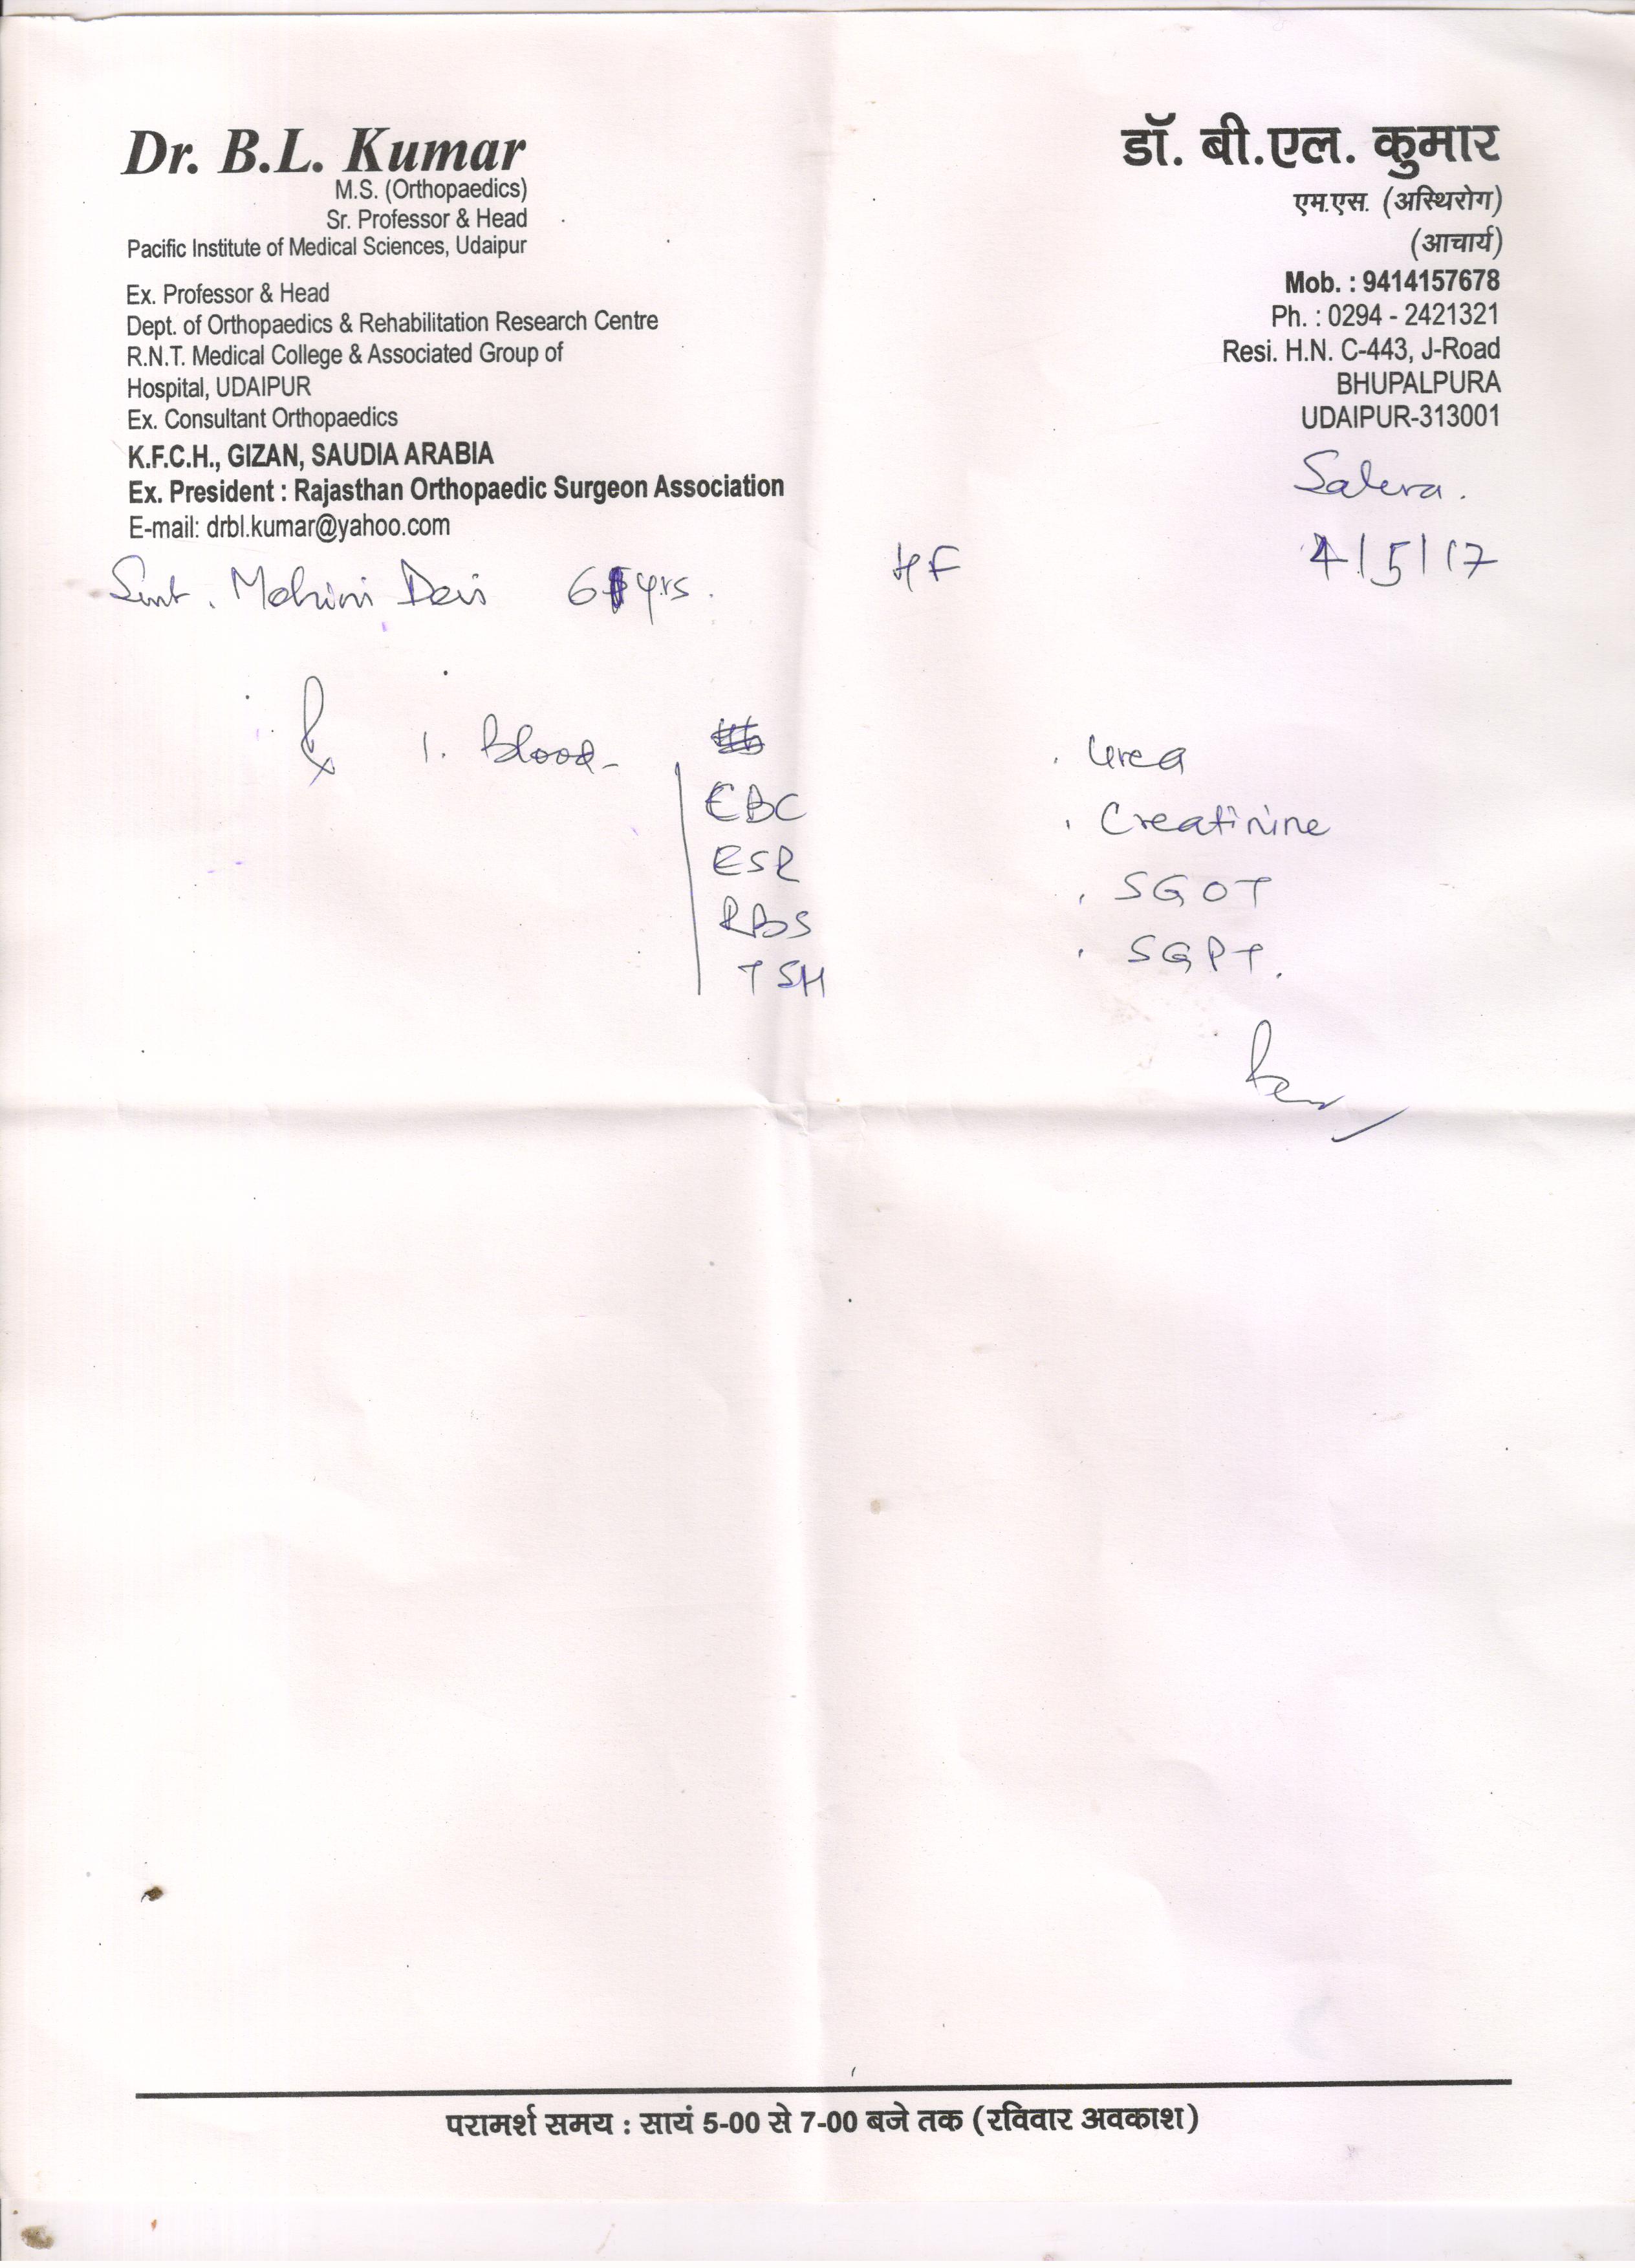 Dr. B.L. Kumar
M.S. (Orthopaedics)
Sr. Professor & Head
Pacific Institute of Medical Sciences, Udaipur
Ex. Professor & Head
Dept. of Orthopaedics & Rehabilitation Research Centre
R.N.T. Medical College & Associated Group of
Hospital, UDAIPUR
Ex. Consultant Orthopaedics
K.F.C.H., GIZAN, SAUDIA ARABIA
Ex. President : Rajasthan Orthopaedic Surgeon Association
E-mail: drbl.kumar@yahoo.com
डॉ. बी.एल. कुमार
एम.एस. (अस्थिरोग)
(आचार्य)
Mob. : 9414157678
Ph. : 0294 - 2421321
Resi. H.N. C-443, J-Road
BHUPALPURA
UDAIPUR-313001
4/5/17
Smt. Mohini Devi yrs. HF
1. Blood -
CBC
ESR
RBS
TSH
. Urea
. Creatinine
. SGOT
. SGPT.
परामर्श समय : सायं 5-00 से 7-00 बजे तक (रविवार अवकाश)